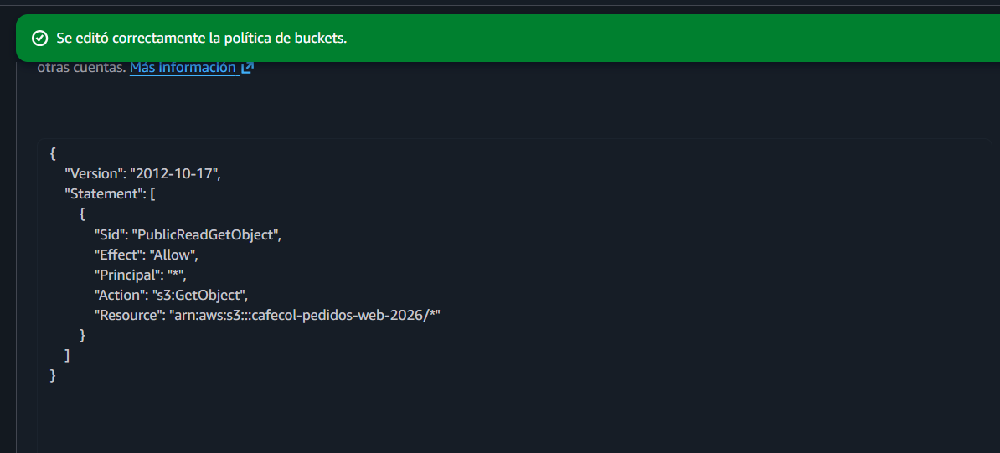 Se editó correctamente la política de buckets.
otras cuentas. Más información
{
"Version": "2012-10-17",
"Statement": [
{
"Sid": "PublicReadGetObject",
"Effect": "Allow",
"Principal": "*",
"Action": "s3:GetObject",
"Resource": "arn:aws:s3:::cafecol-pedidos-web-2026/*"
}
]
}